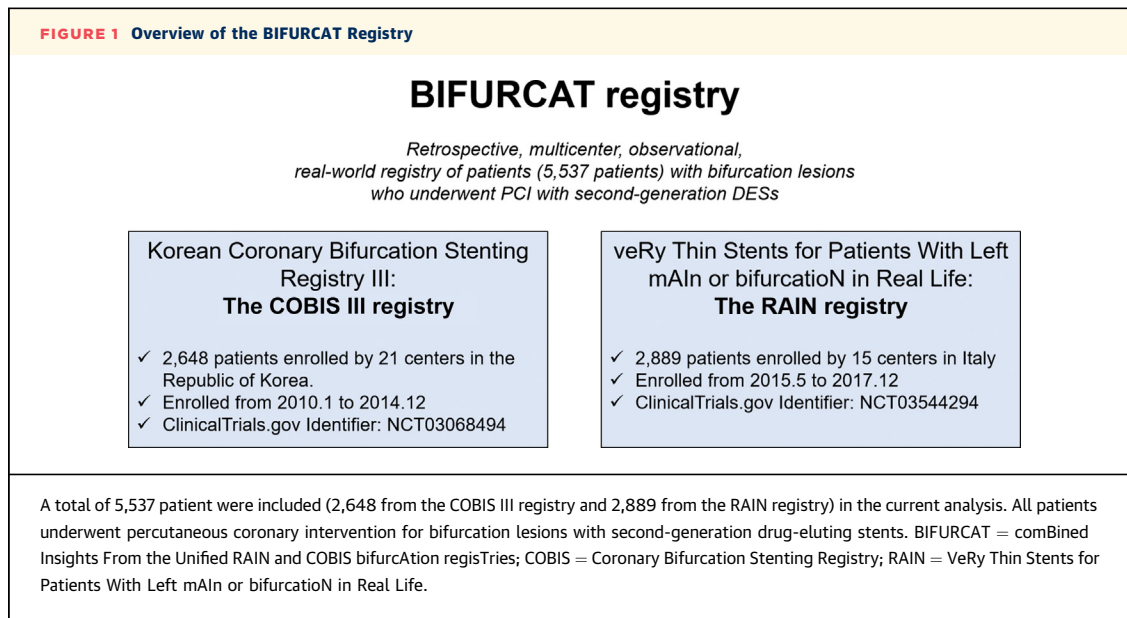 FIGURE 1 Overview of the BIFURCAT Registry
BIFURCAT registry
Retrospective, multicenter, observational,
real-world registry of patients (5,537 patients) with bifurcation lesions
who underwent PCI with second-generation DESs
Korean Coronary Bifurcation Stenting
Registry III:
The COBIS III registry
✓ 2,648 patients enrolled by 21 centers in the
Republic of Korea.
✓ Enrolled from 2010.1 to 2014.12
✓ ClinicalTrials.gov Identifier: NCT03068494
veRy Thin Stents for Patients With Left
mAIn or bifurcatioN in Real Life:
The RAIN registry
✓ 2,889 patients enrolled by 15 centers in Italy
✓ Enrolled from 2015.5 to 2017.12
✓ ClinicalTrials.gov Identifier: NCT03544294
A total of 5,537 patient were included (2,648 from the COBIS III registry and 2,889 from the RAIN registry) in the current analysis. All patients
underwent percutaneous coronary intervention for bifurcation lesions with second-generation drug-eluting stents. BIFURCAT = comBined
Insights From the Unified RAIN and COBIS bifurcAtion regisTries; COBIS = Coronary Bifurcation Stenting Registry; RAIN = VeRy Thin Stents for
Patients With Left mAIn or bifurcatioN in Real Life.